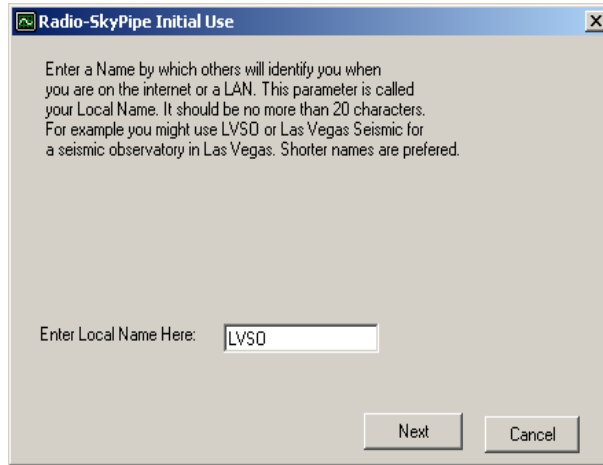 Radio-SkyPipe Initial Use
Enter a Name by which others will identify you when
you are on the internet or a LAN. This parameter is called
your Local Name. It should be no more than 20 characters.
For example you might use LVSO or Las Vegas Seismic for
a seismic observatory in Las Vegas. Shorter names are prefered.
Enter Local Name Here: LVSO
Next Cancel